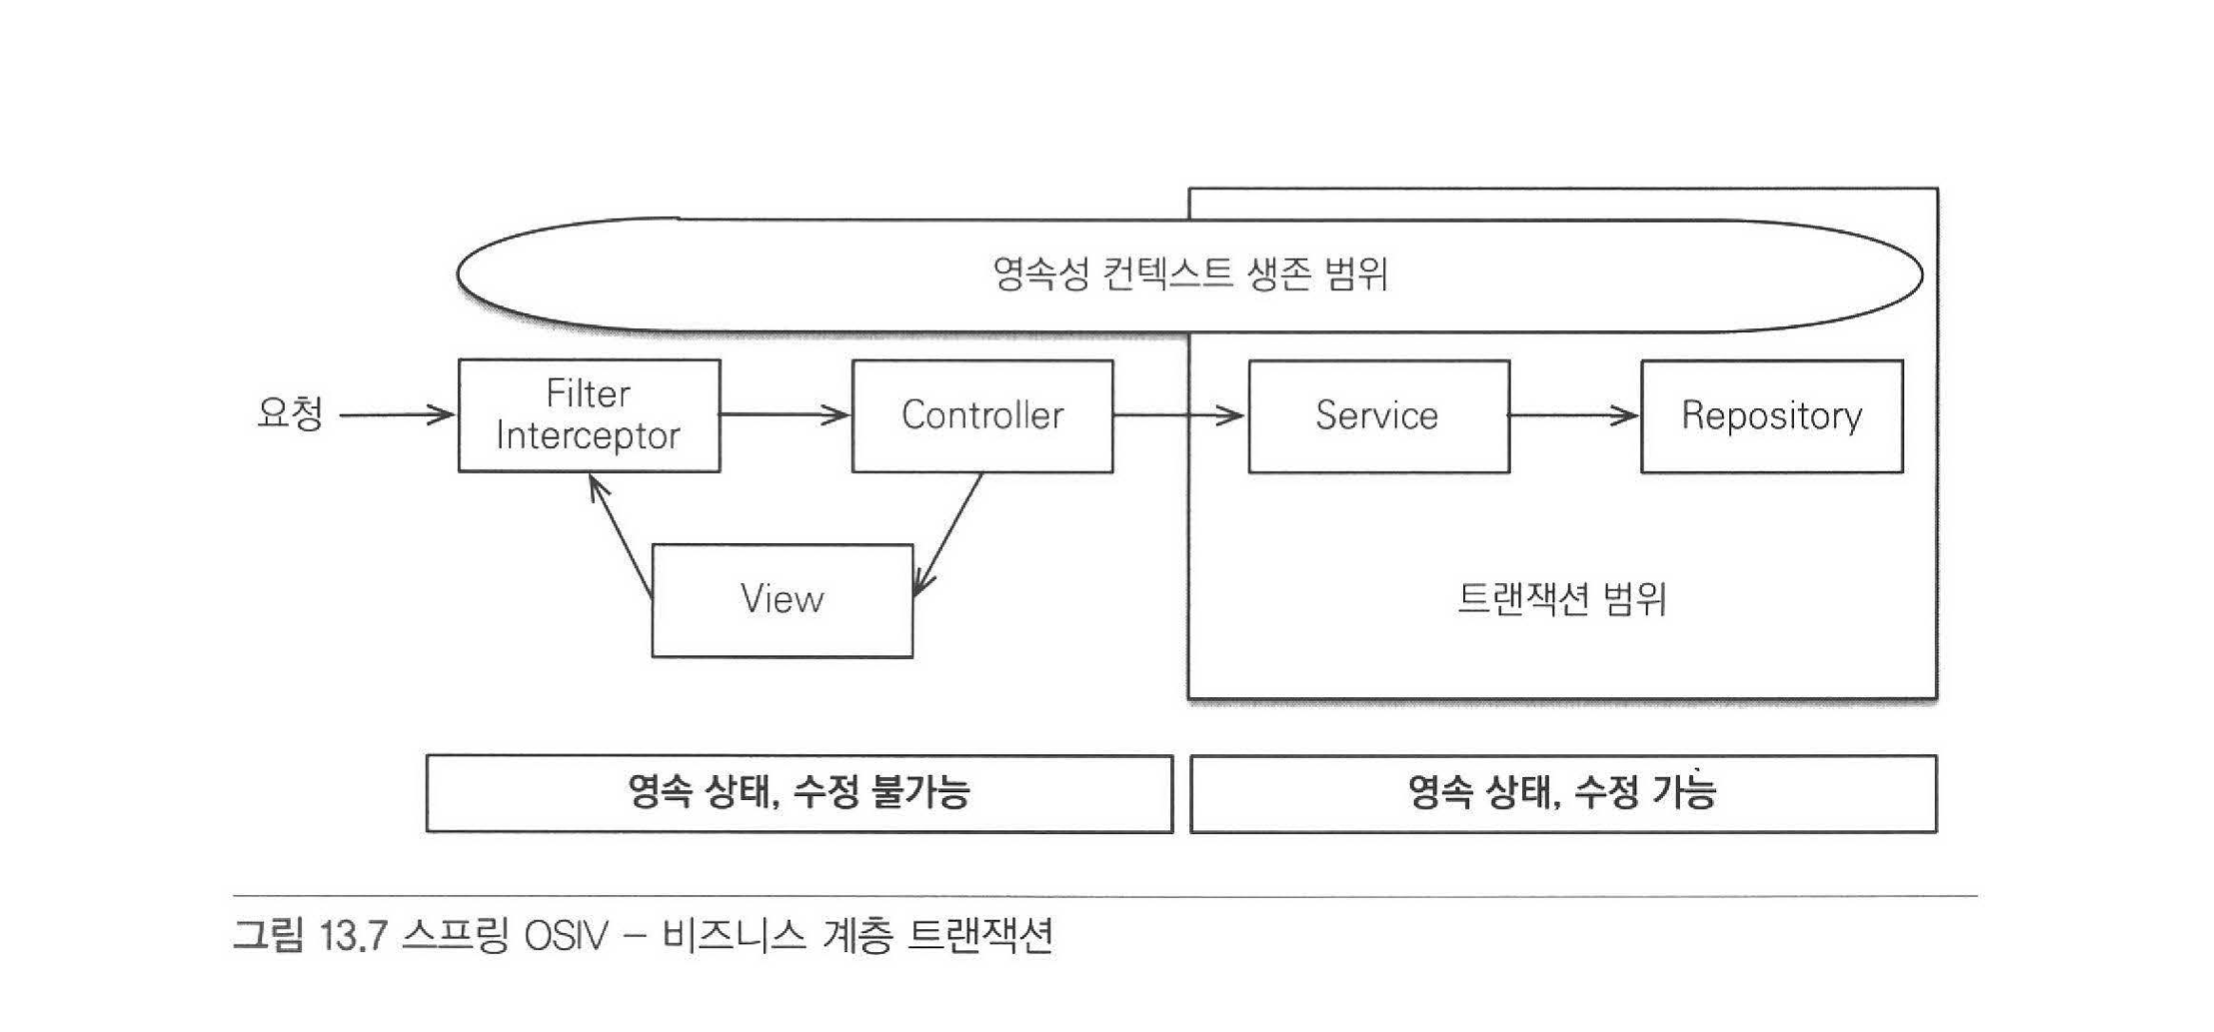 영속성 컨텍스트 생존 범위
요청
Filter
Interceptor
Controller
Service
Repository
View
트랜잭션 범위
영속 상태, 수정 불가능
영속 상태, 수정 가능
그림 13.7 스프링 OSIV – 비즈니스 계층 트랜잭션